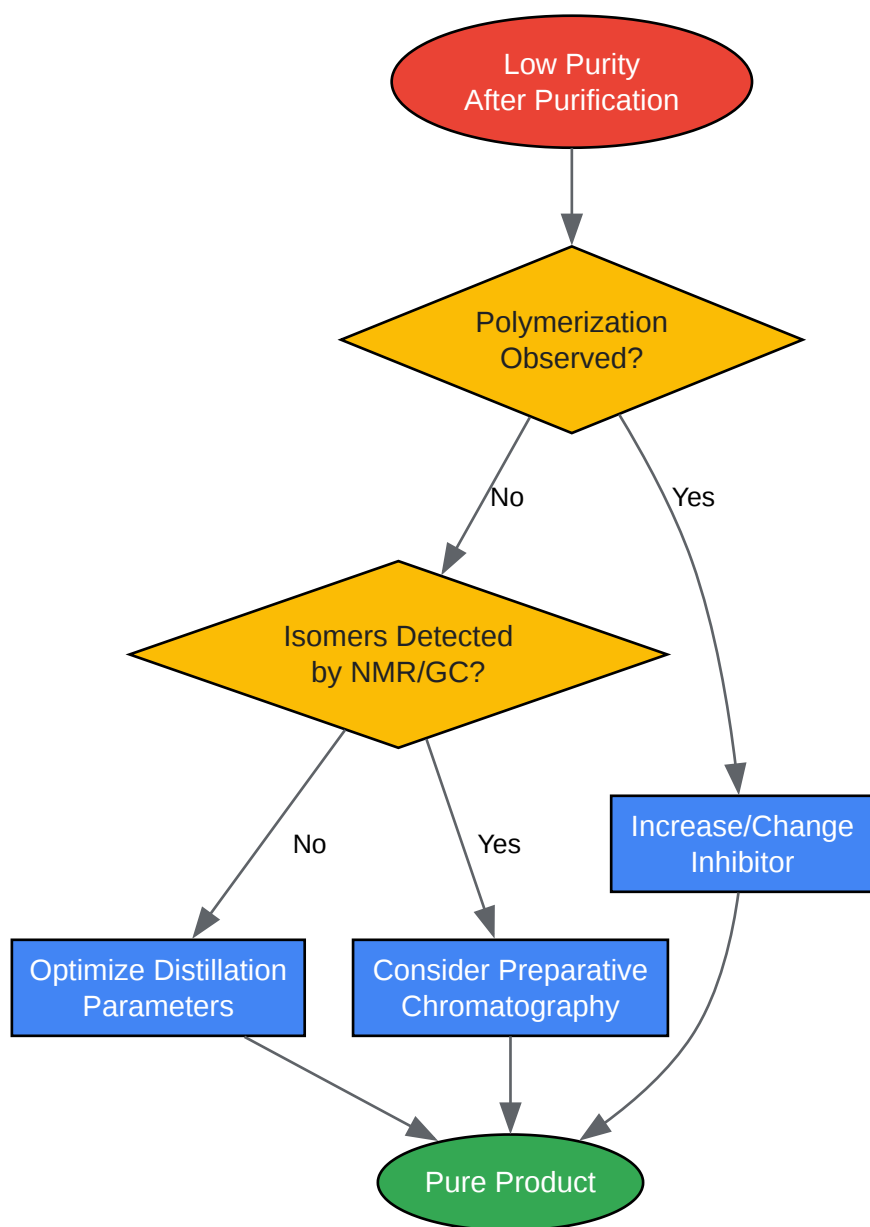 Low Purity
After Purification
Polymerization
Observed?
No
Yes
Isomers Detected
by NMR/GC?
No
Yes
Increase/Change
Inhibitor
Optimize Distillation
Parameters
Consider Preparative
Chromatography
Pure Product